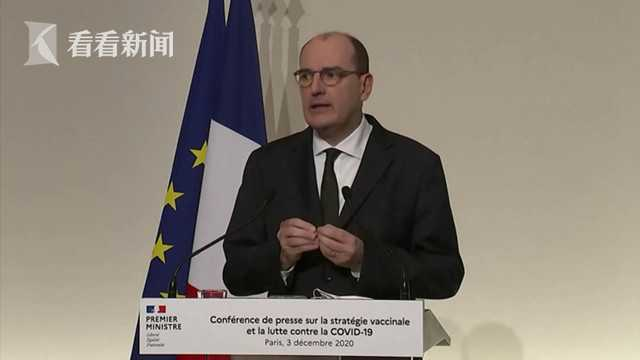 看看新闻
PREMIER
MINISTRE
Liberté
Égalité
Fraternité
Conférence de presse sur la stratégie vaccinale
et la lutte contre la COVID-19
Paris, 3 décembre 2020